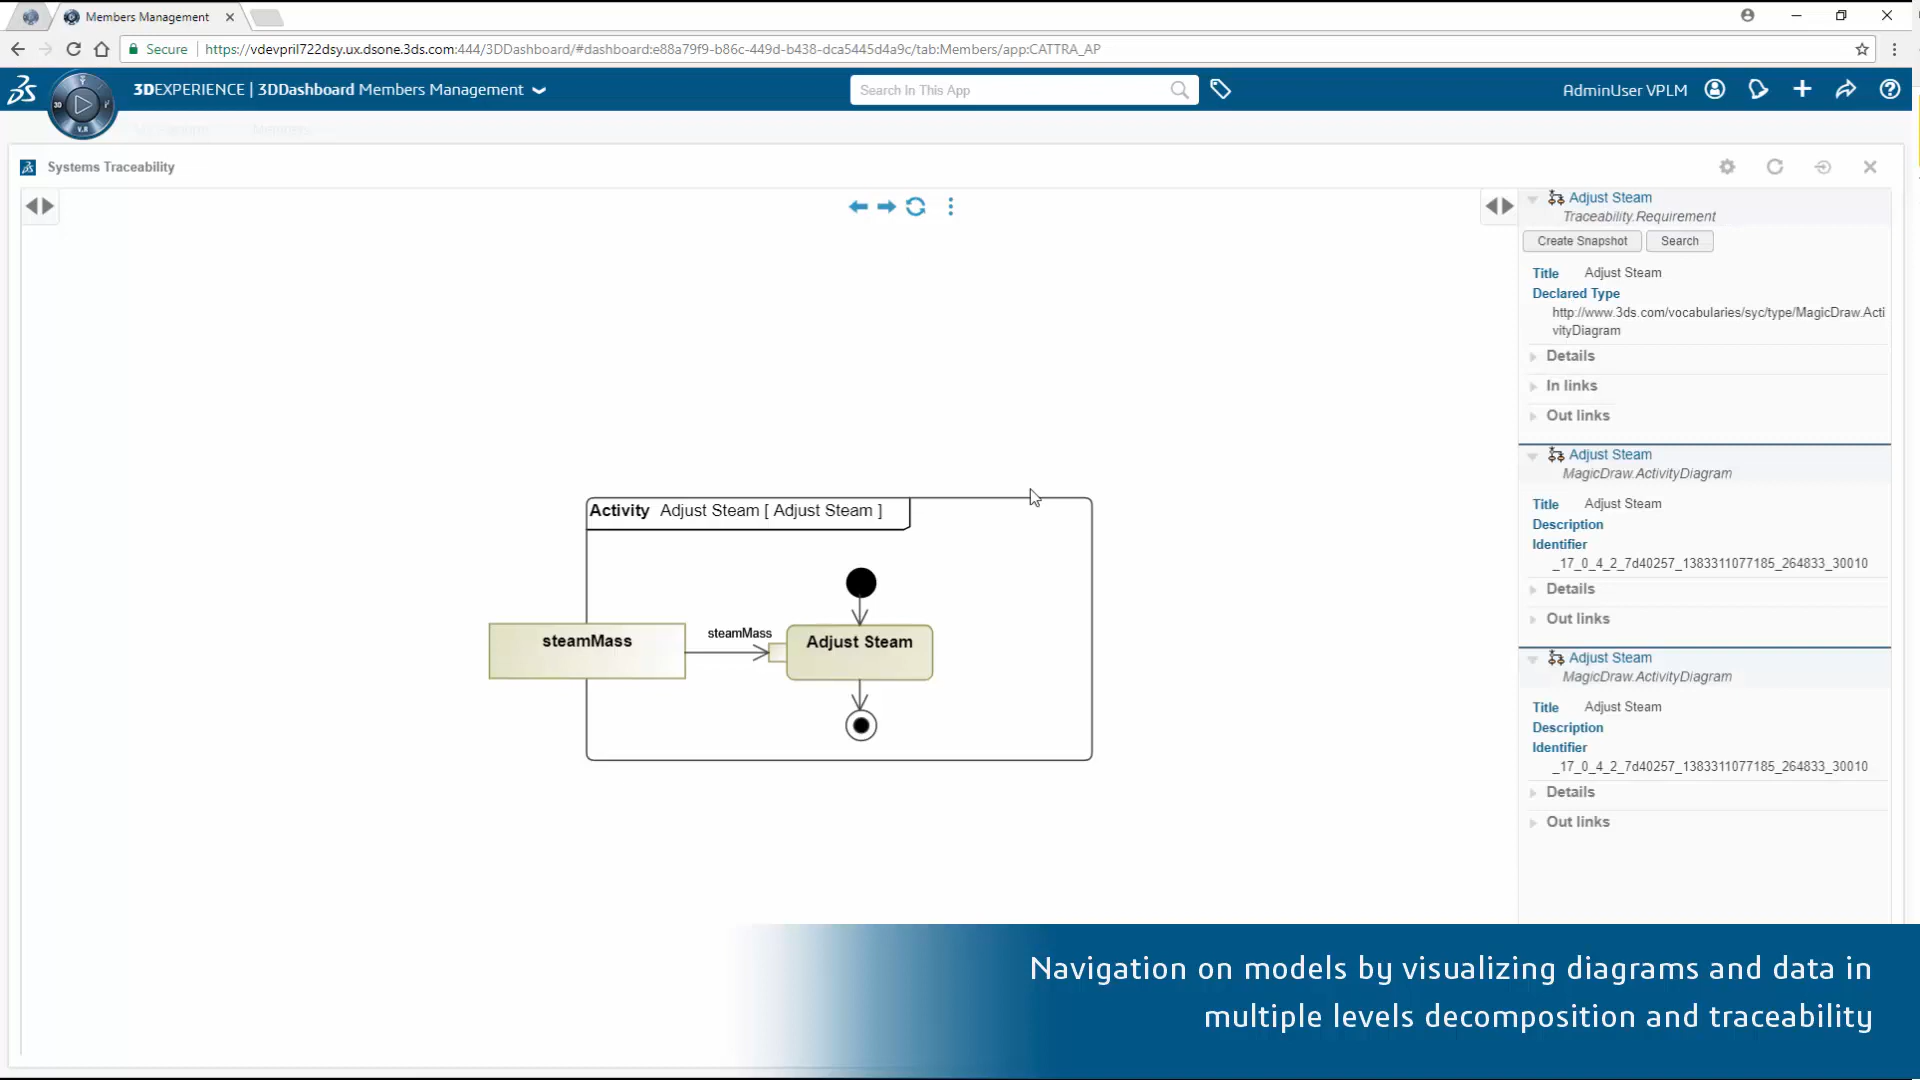 Members Management
Secure https://vdevpril722dsy.ux.dsone.3ds.com:444/3DDashboard/#dashboard:e88a79f9-b86c-449d-b438-dca5445d4a9c/tab:Members/app:CATTRA_AP
3DEXPERIENCE | 3DDashboard Members Management
Search In This App
AdminUser VPLM
3D
V.R
Members
Systems Traceability
Adjust Steam
Traceability.Requirement
Create Snapshot Search
Title Adjust Steam
Declared Type
http://www.3ds.com/vocabularies/syc/type/MagicDraw.Acti
vityDiagram
Details
In links
Out links
Adjust Steam
MagicDraw.ActivityDiagram
Title Adjust Steam
Description
Identifier
_17_0_4_2_7d40257_1383311077185_264833_30010
Details
Out links
Adjust Steam
MagicDraw.ActivityDiagram
Title Adjust Steam
Description
Identifier
_17_0_4_2_7d40257_1383311077185_264833_30010
Details
Out links
Activity Adjust Steam [ Adjust Steam ]
steamMass
steamMass
Adjust Steam
Navigation on models by visualizing diagrams and data in
multiple levels decomposition and traceability